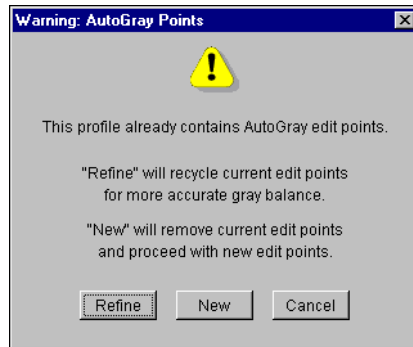 Warning: AutoGray Points
This profile already contains AutoGray edit points.
"Refine" will recycle current edit points
for more accurate gray balance.
"New" will remove current edit points
and proceed with new edit points.
Refine New Cancel